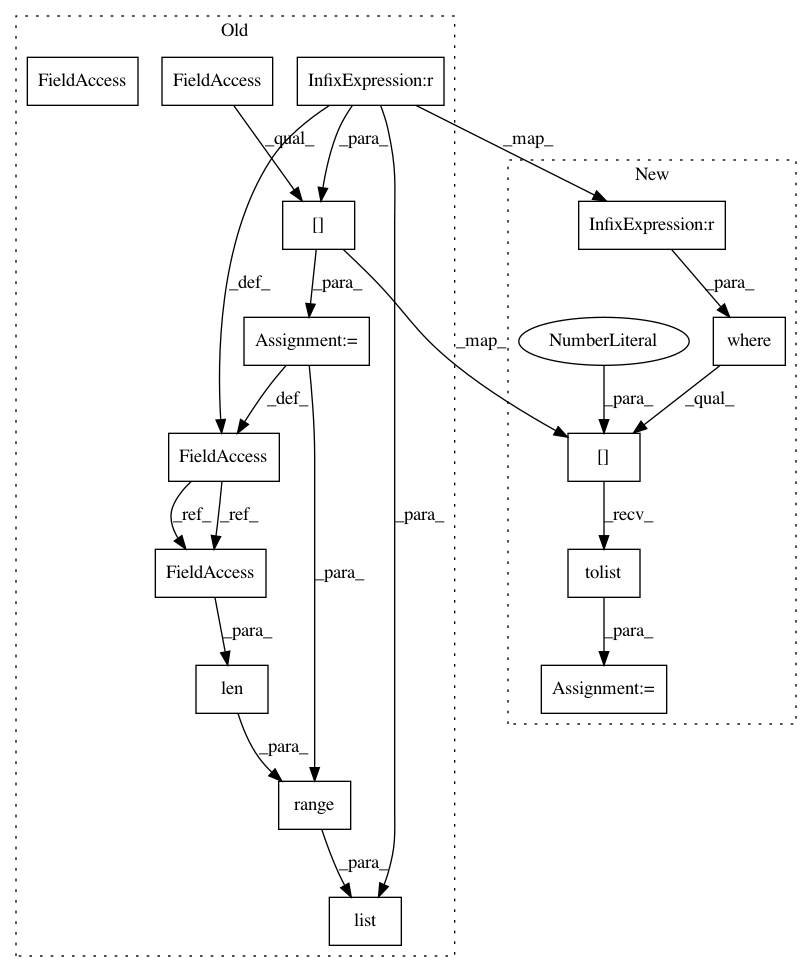 Old
FieldAccess
FieldAccess
InfixExpression:r
_qual_
_para_
_map_
New
[]
InfixExpression:r
_def_
_para_
_para_
Assignment:=
_map_
NumberLiteral
where
_def_
_para_
_qual_
FieldAccess
[]
_ref_
_ref_
_para_
_recv_
FieldAccess
_para_
tolist
_para_
_para_
len
Assignment:=
_para_
range
_para_
list